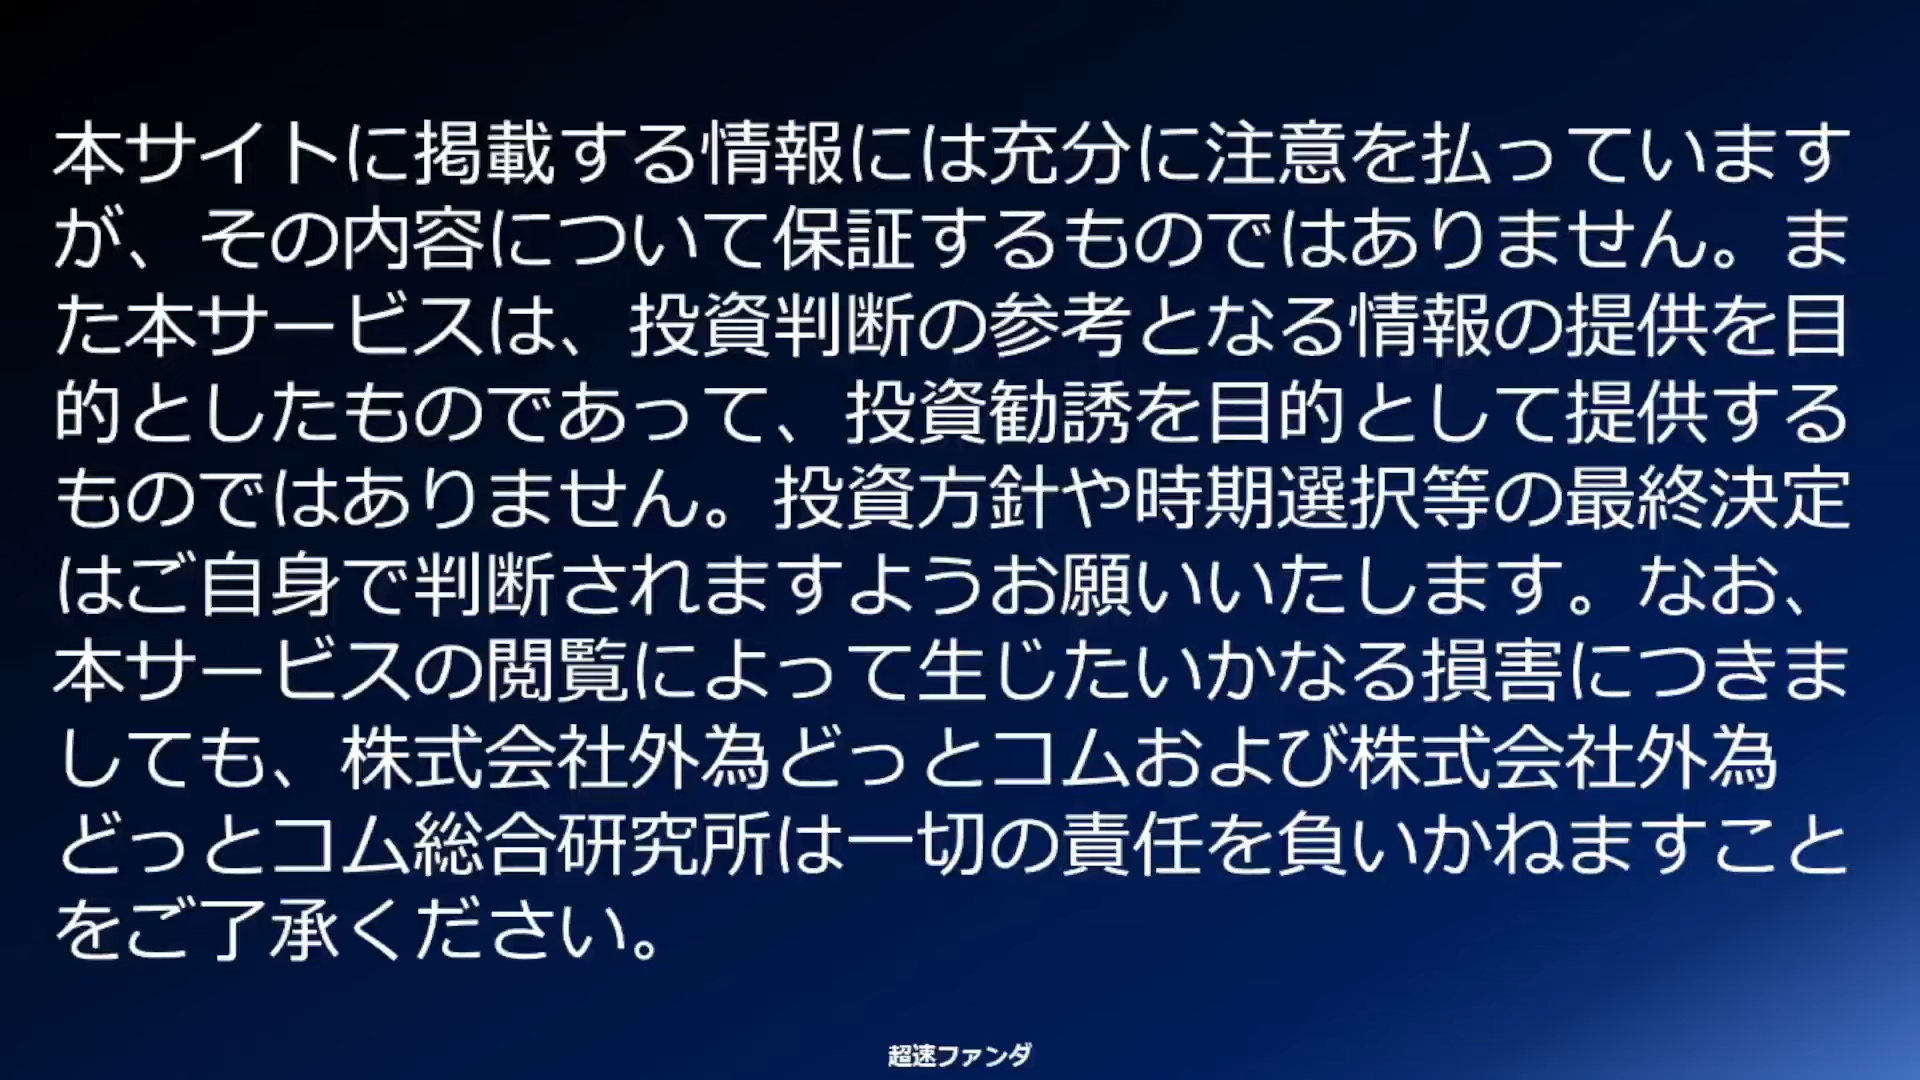 本サイトに掲載する情報には充分に注意を払っています
が、その内容について保証するものではありません。ま
た本サービスは、投資判断の参考となる情報の提供を目
的としたものであって、投資勧誘を目的として提供する
ものではありません。投資方針や時期選択等の最終決定
はご自身で判断されますようお願いいたします。なお、
本サービスの閲覧によって生じたいかなる損害につきま
しても、株式会社外為どっとコムおよび株式会社外為
どっとコム総合研究所は一切の責任を負いかねますこと
をご了承ください。
超速ファンダ